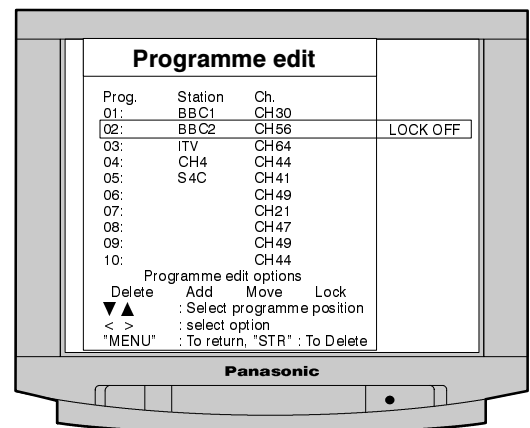 Programme edit
Prog. Station Ch.
01: BBC1 CH30
02: BBC2 CH56 LOCK OFF
03: ITV CH64
04: CH4 CH44
05: S4C CH41
06: CH49
07: CH21
08: CH47
09: CH49
10: CH44
Programme edit options
Delete Add Move Lock
▼▲ : Select programme position
< > : select option
"MENU" : To return, "STR" : To Delete
Panasonic